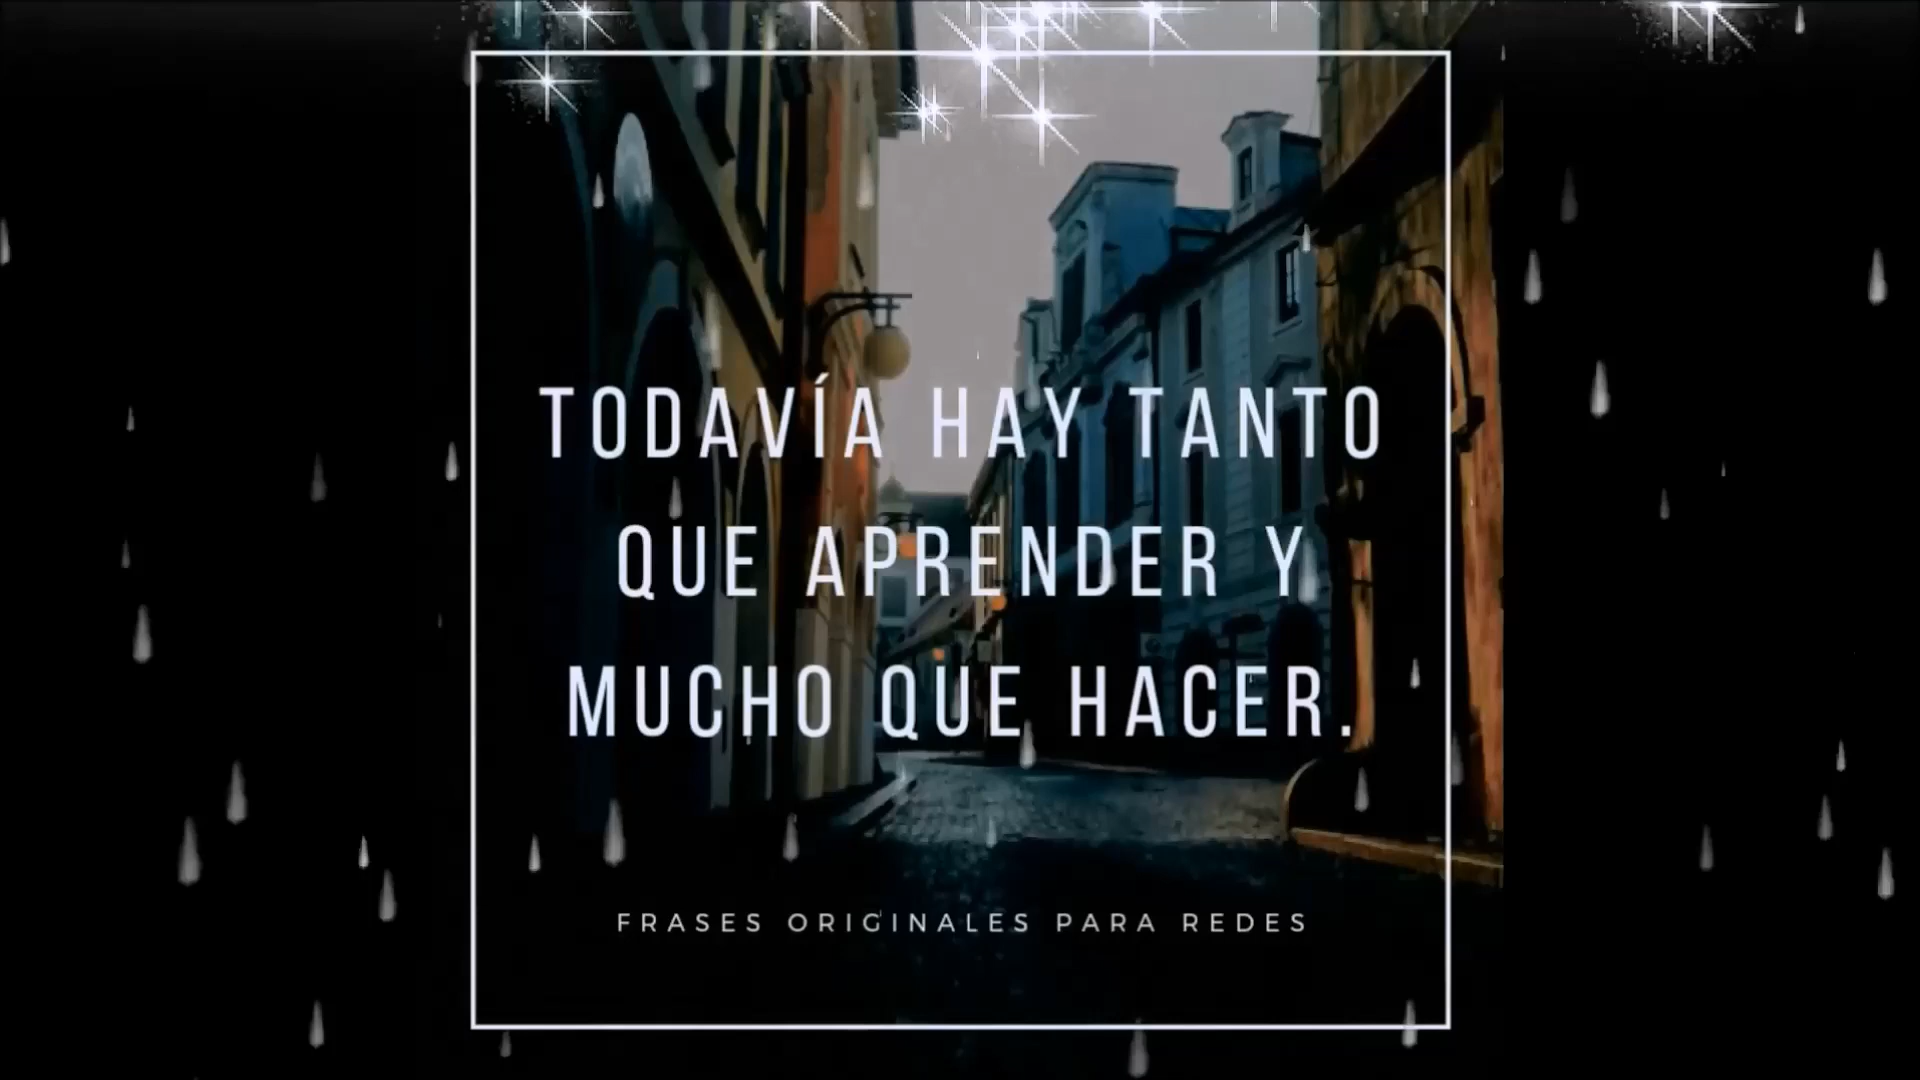 TODAVÍA HAY TANTO
QUE APRENDER Y
MUCHO QUE HACER.
FRASES ORIGINALES PARA REDES